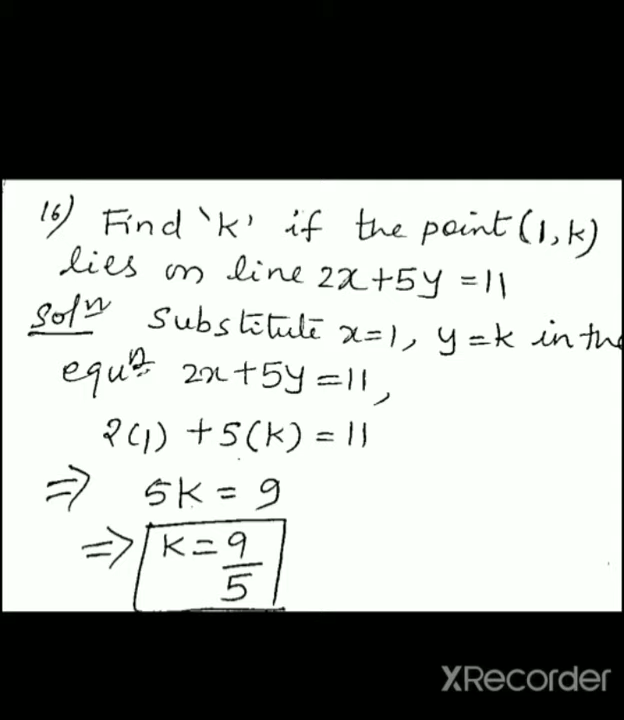 16) Find 'K' if the point (1, k)
lies on line 2x+5y = 11
Solⁿ Substitute x=1, y=k in the
equⁿ 2x+5y = 11,
2(1) + 5(K) = 11
⇒ 5K = 9
⇒ K = 9/5
XRecorder